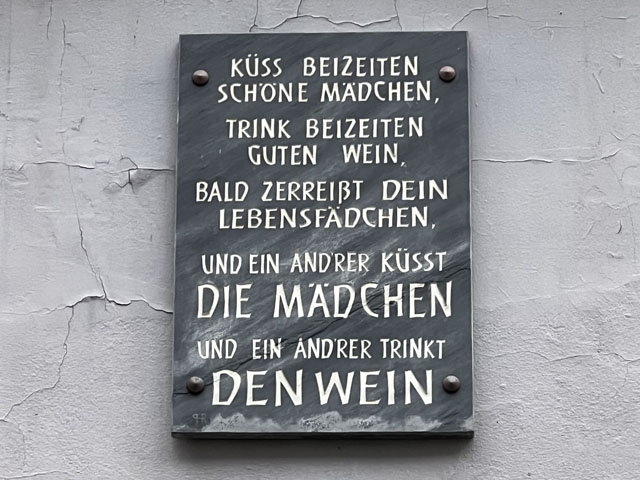 KÜSS BEIZEITEN
SCHÖNE MÄDCHEN,
TRINK BEIZEITEN
GUTEN WEIN,
BALD ZERREIẞT DEIN
LEBENSFÄDCHEN,
UND EIN AND'RER KÜSST
DIE MÄDCHEN
UND EIN AND'RER TRINKT
DEN WEIN